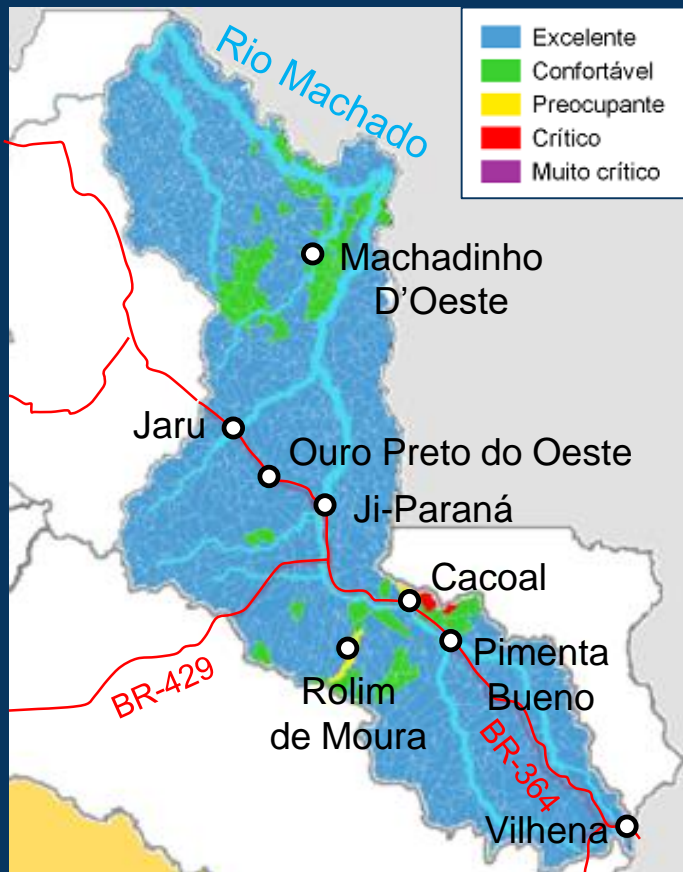 Excelente
Confortável
Preocupante
Crítico
Muito crítico
Rio Machado
Machadinho
D’Oeste
Jaru
Ouro Preto do Oeste
Ji-Paraná
Cacoal
Pimenta
Bueno
BR-429
Rolim
de Moura
BR-364
Vilhena